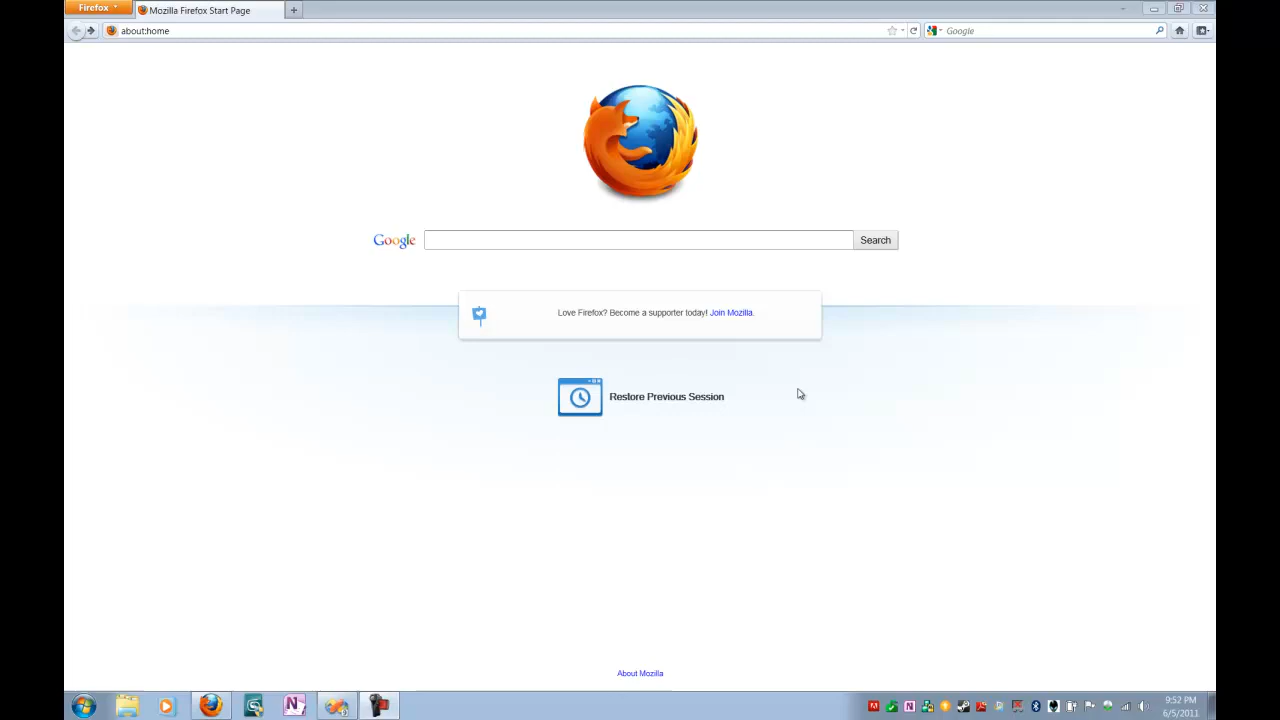 Firefox
Mozilla Firefox Start Page
about:home
Google
Google
Search
Love Firefox? Become a supporter today! Join Mozilla.
Restore Previous Session
About Mozilla
9:52 PM
6/5/2011